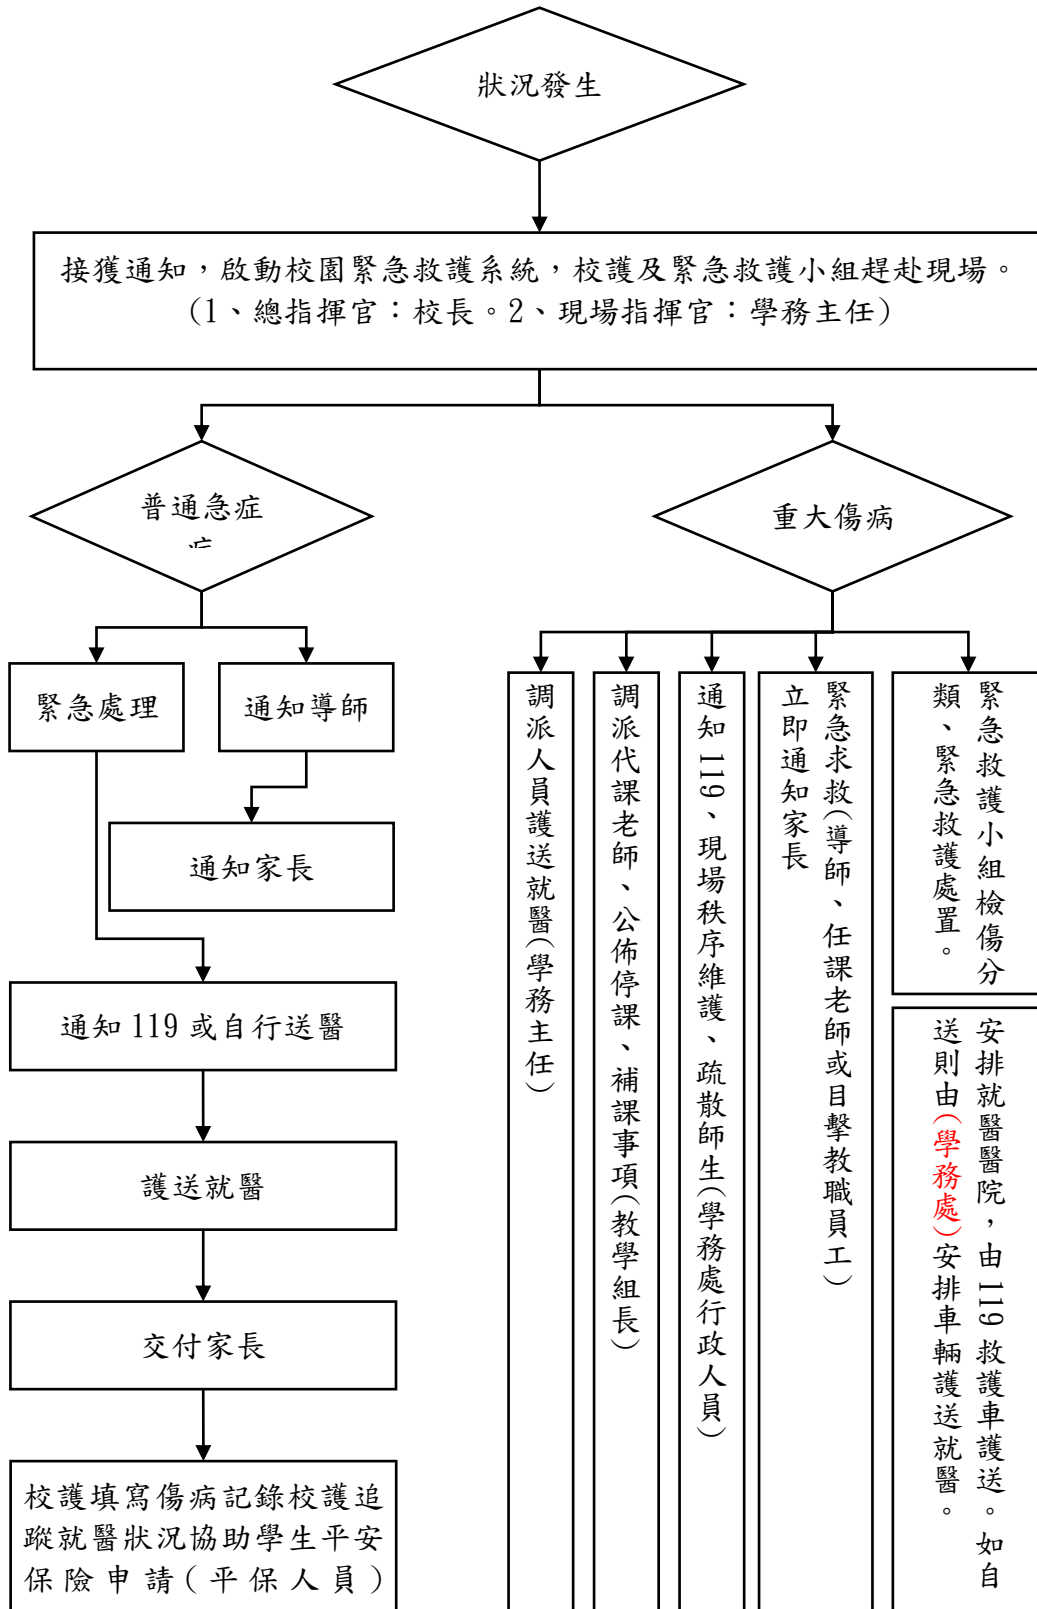 狀況發生
接獲通知，啟動校園緊急救護系統，校護及緊急救護小組趕赴現場。
(1、總指揮官：校長。2、現場指揮官：學務主任)
普通急症
重大傷病
緊急處理
通知導師
通知家長
通知 119 或自行送醫
護送就醫
交付家長
校護填寫傷病記錄校護追
蹤就醫狀況協助學生平安
保險申請(平保人員)
緊急救護小組檢傷分
類、緊急救護處置。
安排就醫醫院，由 119 救護車護送。如自
送則由(學務處)安排車輛護送就醫。
緊急求救(導師、任課老師或目擊教職員工)
立即通知家長
通知 119、現場秩序維護、疏散師生(學務處行政人員)
調派代課老師、公佈停課、補課事項(教學組長)
調派人員護送就醫(學務主任)